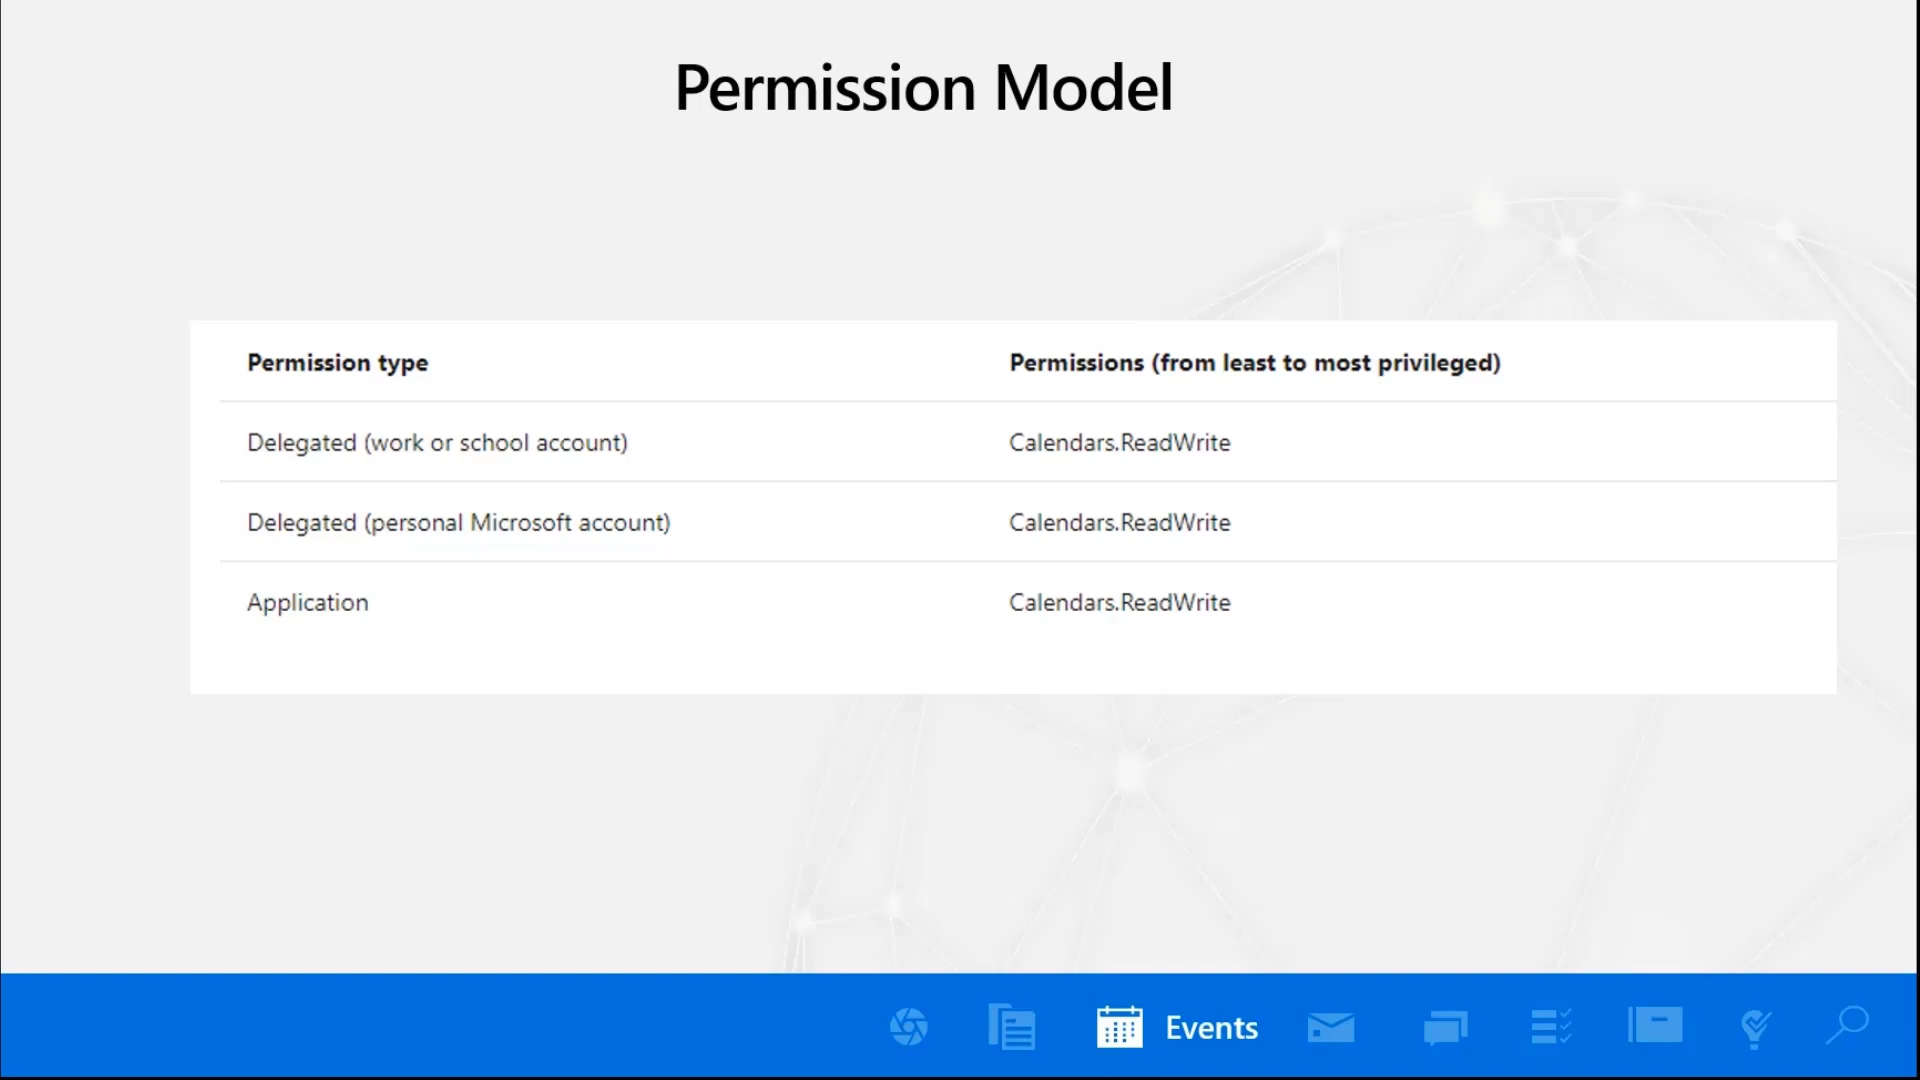 Permission Model
Permission type Permissions (from least to most privileged)
Delegated (work or school account) Calendars.ReadWrite
Delegated (personal Microsoft account) Calendars.ReadWrite
Application Calendars.ReadWrite
Events